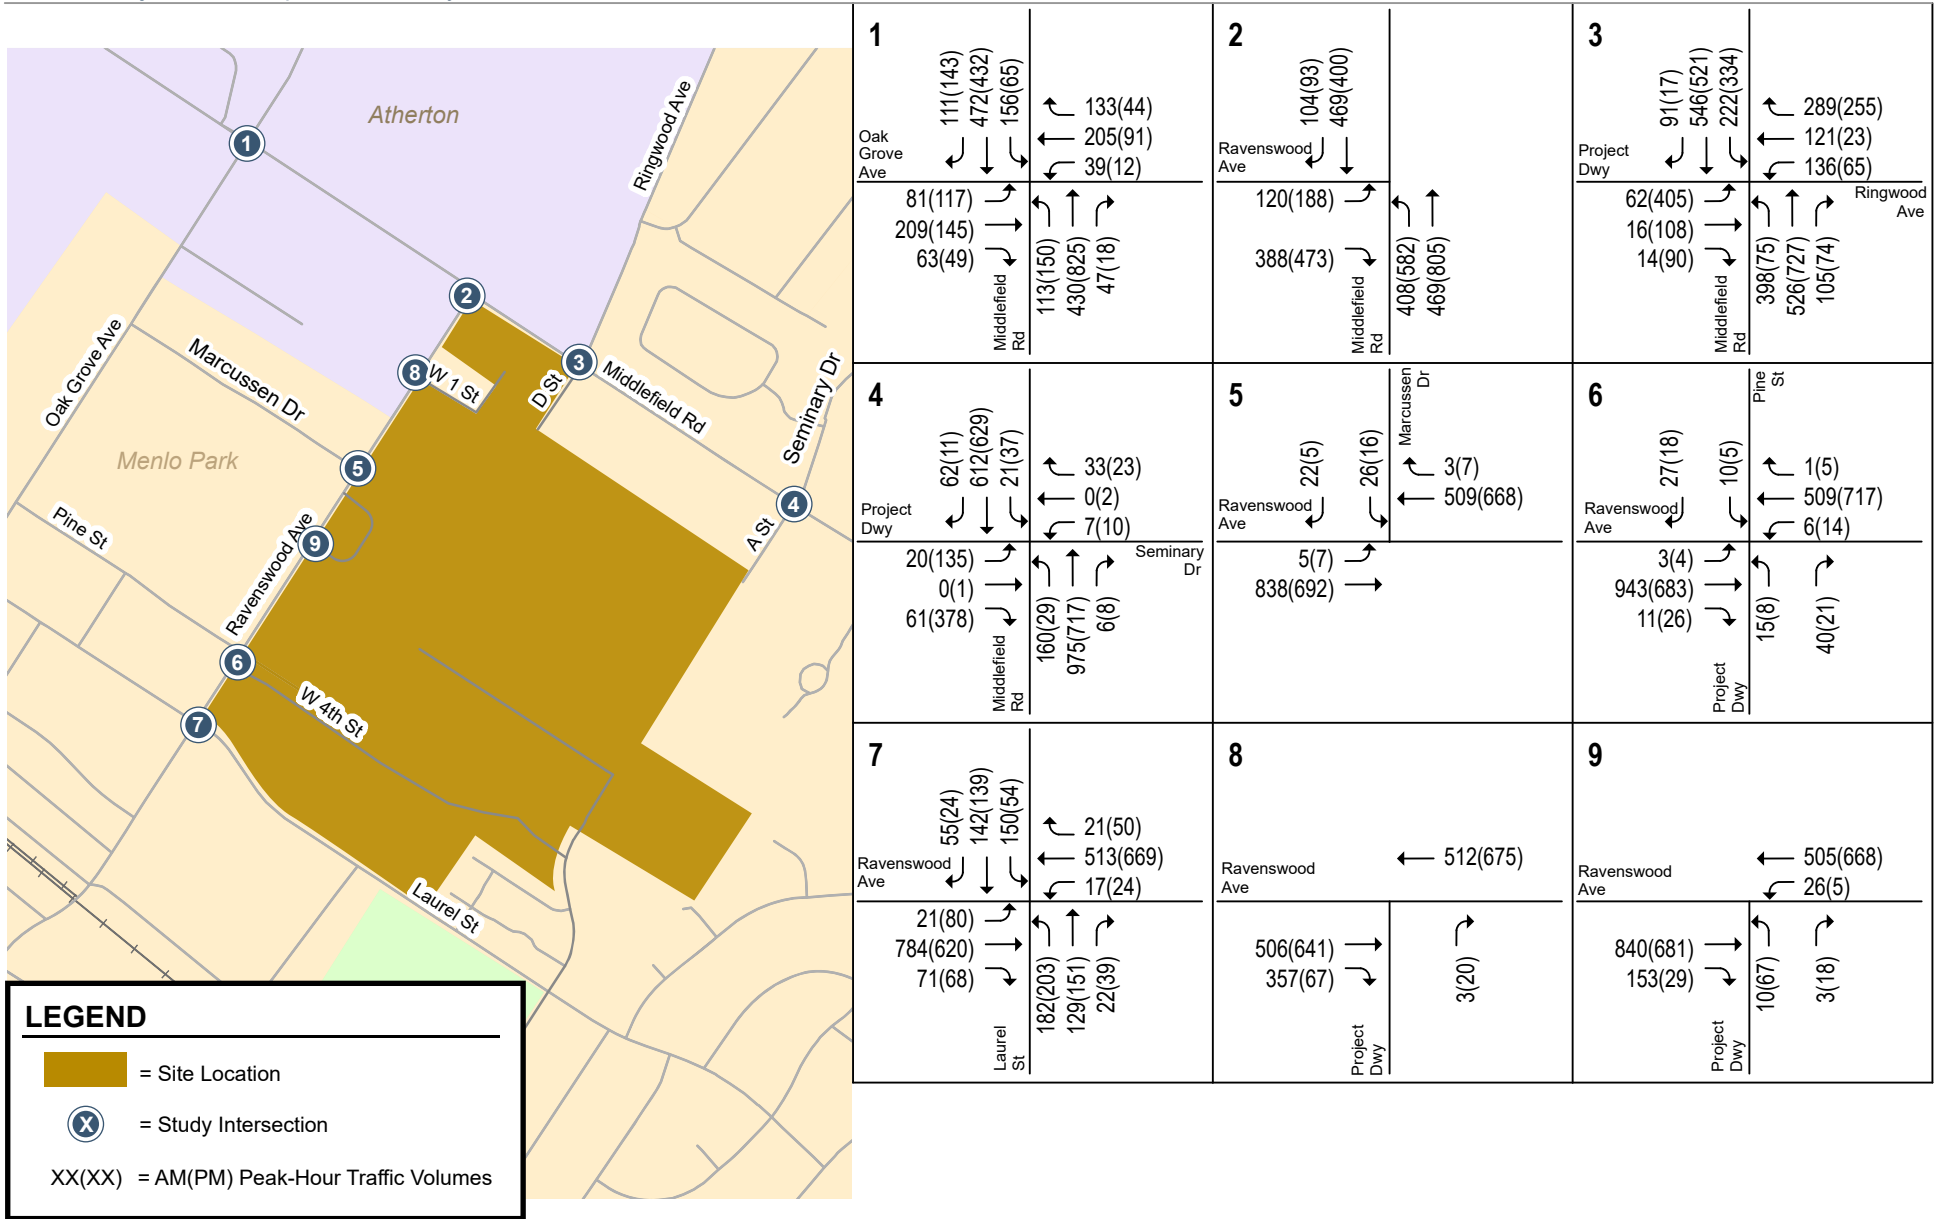 Atherton
Ringwood Ave
1
2
3
8
W 1 St
D St
Middlefield Rd
Seminary Dr
Oak Grove Ave
Marcussen Dr
Menlo Park
5
4
A St
Pine St
9
Ravenswood Ave
6
W 4th St
7
Laurel St
LEGEND
= Site Location
X
= Study Intersection
XX(XX) = AM(PM) Peak-Hour Traffic Volumes
1
111(143)
472(432)
156(65)
133(44)
205(91)
39(12)
Oak
Grove
Ave
81(117)
209(145)
63(49)
Middlefield
Rd
113(150)
430(825)
47(18)
2
104(93)
469(400)
Ravenswood
Ave
120(188)
388(473)
Middlefield
Rd
408(582)
469(805)
3
91(17)
546(521)
222(334)
289(255)
121(23)
136(65)
Project
Dwy
Ringwood
Ave
62(405)
16(108)
14(90)
Middlefield
Rd
398(75)
526(727)
105(74)
4
62(11)
612(629)
21(37)
33(23)
0(2)
7(10)
Project
Dwy
Seminary
Dr
20(135)
0(1)
61(378)
Middlefield
Rd
160(29)
975(717)
6(8)
5
22(5)
26(16)
Marcussen
Dr
3(7)
509(668)
Ravenswood
Ave
5(7)
838(692)
6
Pine
St
27(18)
10(5)
1(5)
509(717)
6(14)
Ravenswood
Ave
3(4)
943(683)
11(26)
Project
Dwy
15(8)
40(21)
7
55(24)
142(139)
150(54)
21(50)
513(669)
17(24)
Ravenswood
Ave
21(80)
784(620)
71(68)
Laurel
St
182(203)
129(151)
22(39)
8
512(675)
Ravenswood
Ave
506(641)
357(67)
Project
Dwy
3(20)
9
505(668)
26(5)
Ravenswood
Ave
840(681)
153(29)
Project
Dwy
10(67)
3(18)